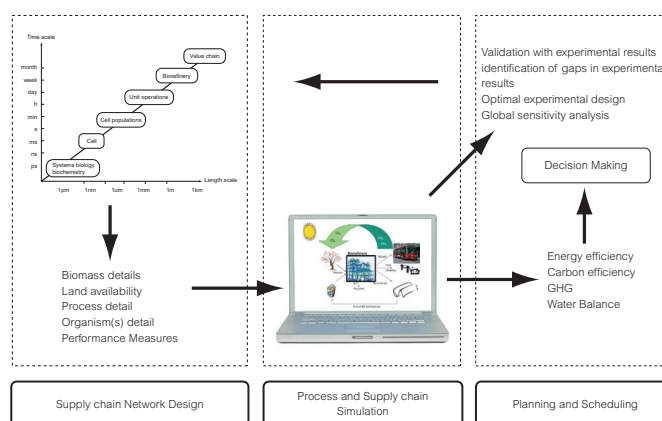 Time scale
month
week
day
h
min
s
ms
ns
ps
Value chain
Biorefinery
Unit operations
Cell populations
Cell
Systems biology
biochemistry
Length scale
1pm
1nm
1um
1mm
1m
1km
Biomass details
Land availability
Process detail
Organism(s) detail
Performance Measures
Biorefinery
Validation with experimental results
identification of gaps in experimenta
results
Optimal experimental design
Global sensitivity analysis
Decision Making
Energy efficiency
Carbon efficiency
GHG
Water Balance
Supply chain Network Design
Process and Supply chain
Simulation
Planning and Scheduling